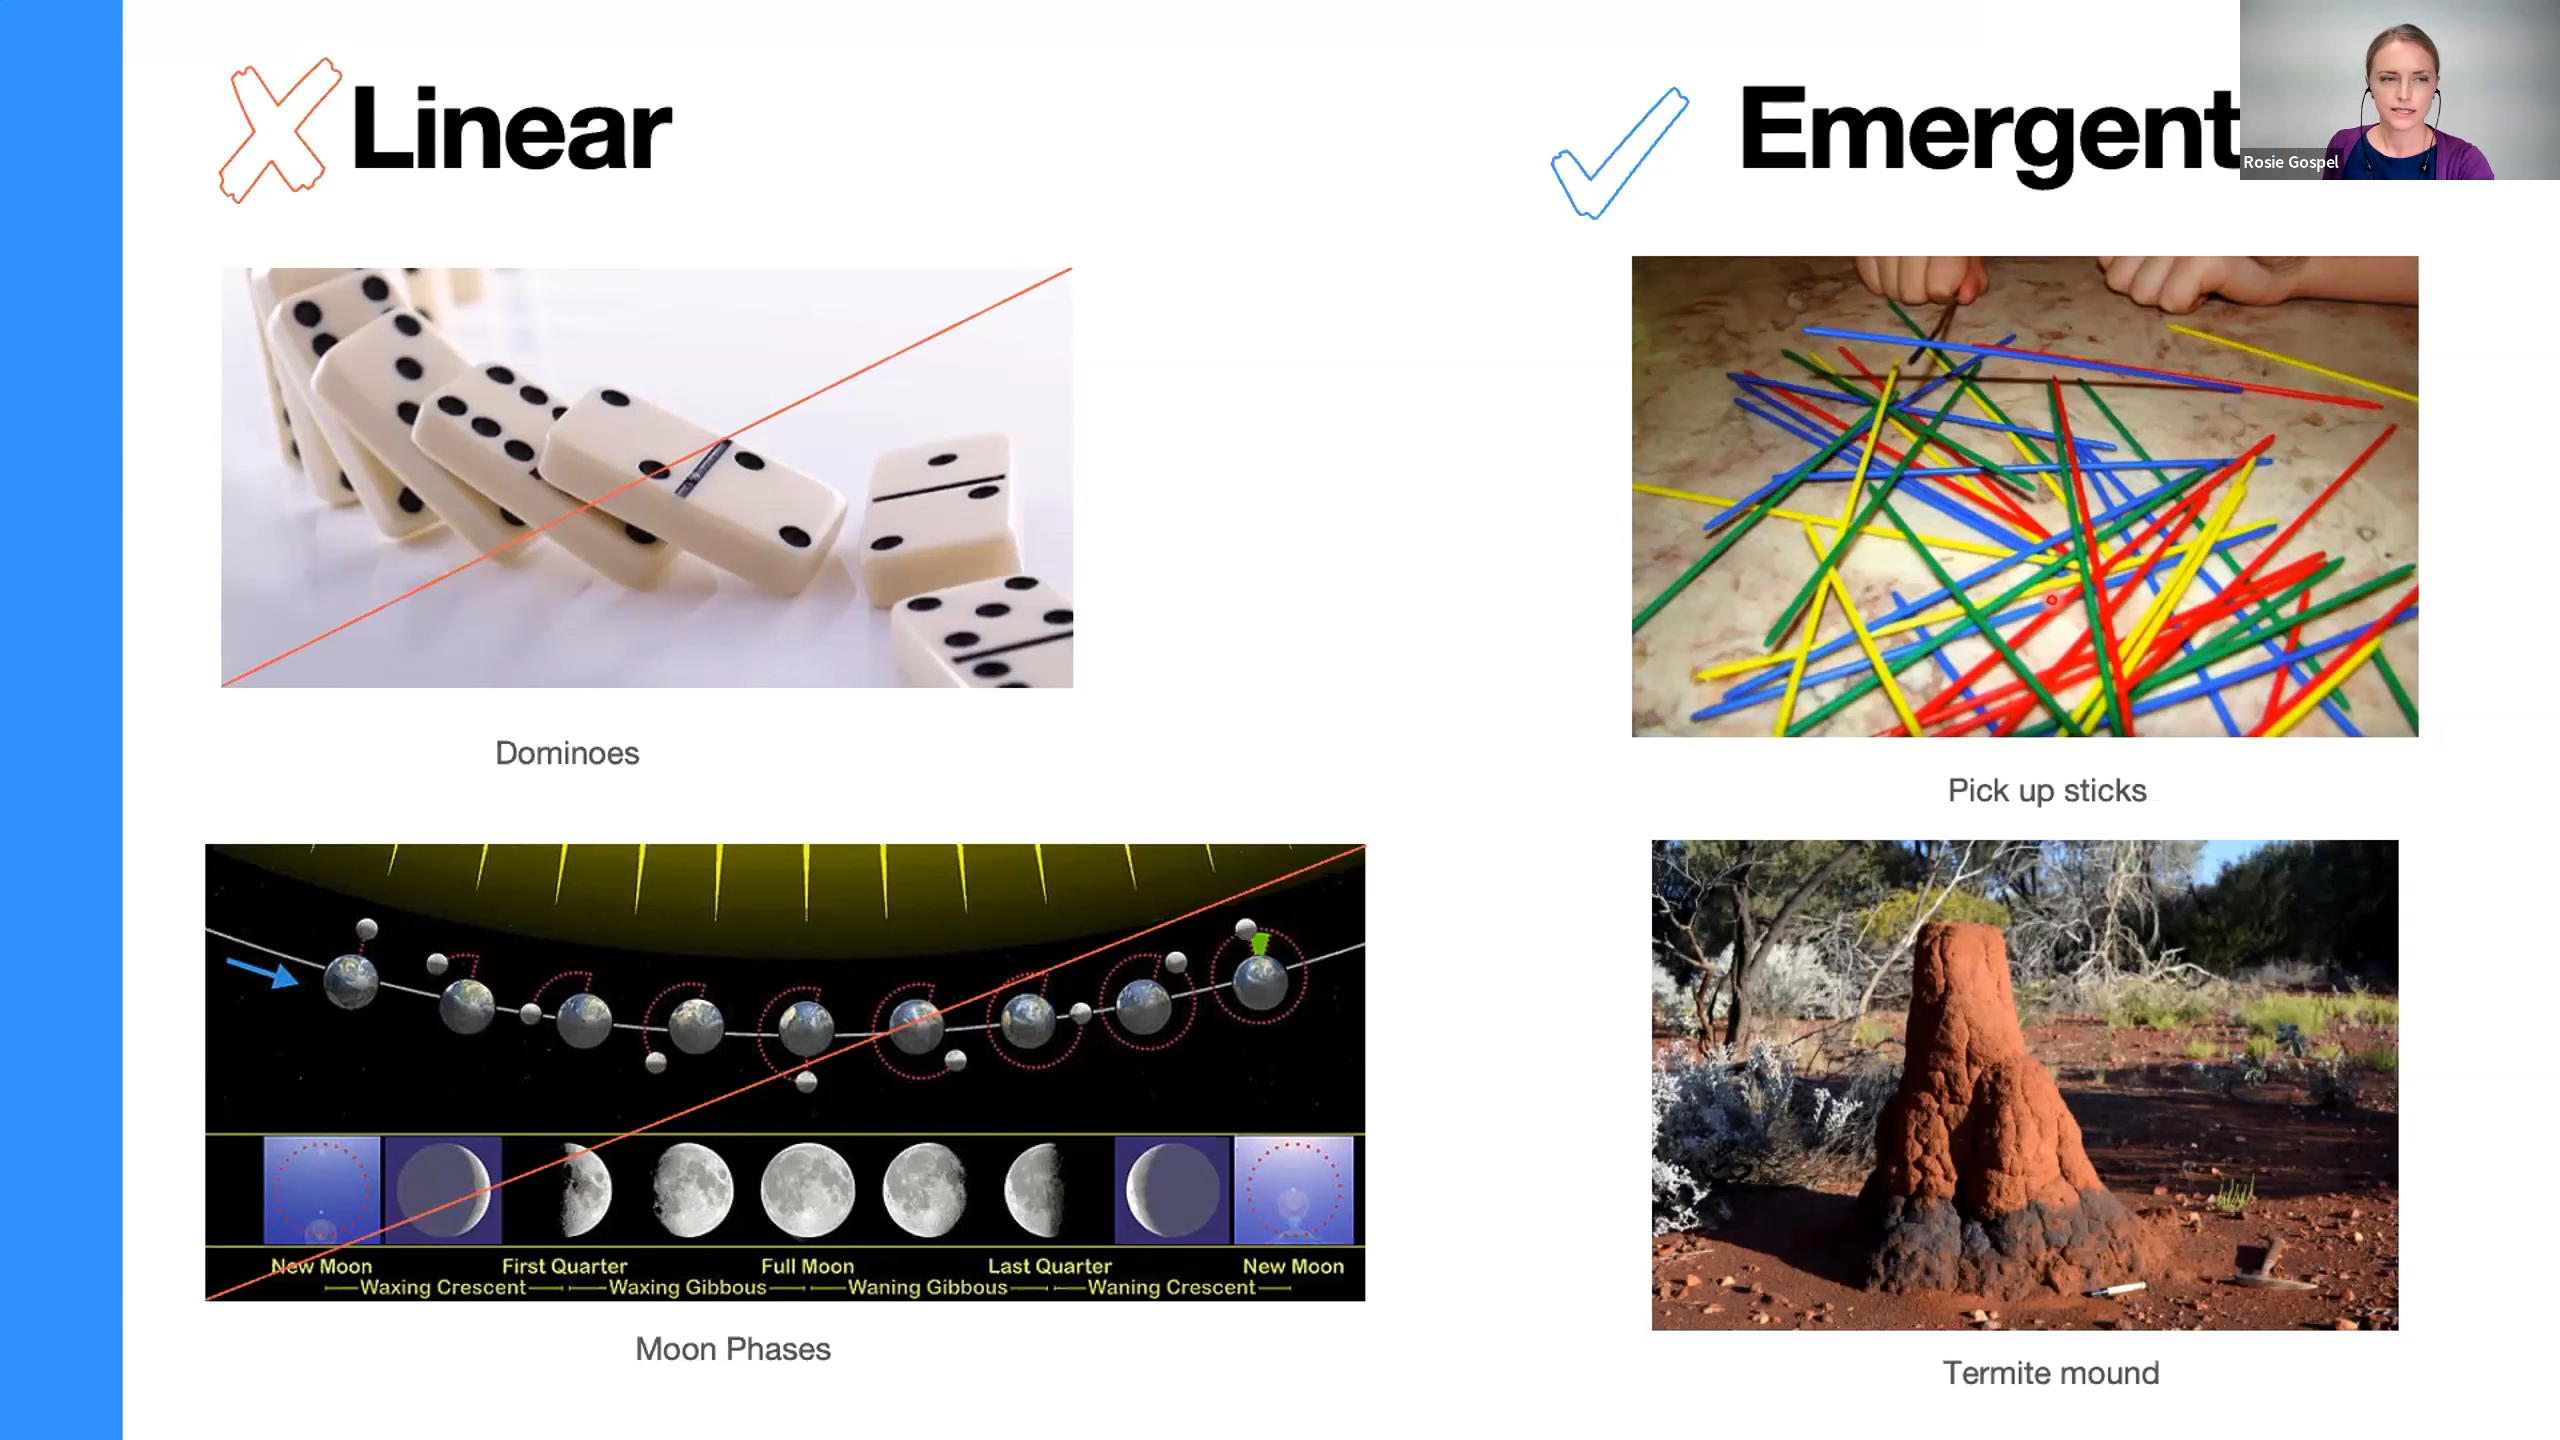 Linear
Emergent
Rosie Gospel
Dominoes
Pick up sticks
New Moon First Quarter Full Moon Last Quarter New Moon
Waxing Crescent Waxing Gibbous Waning Gibbous Waning Crescent
Moon Phases
Termite mound